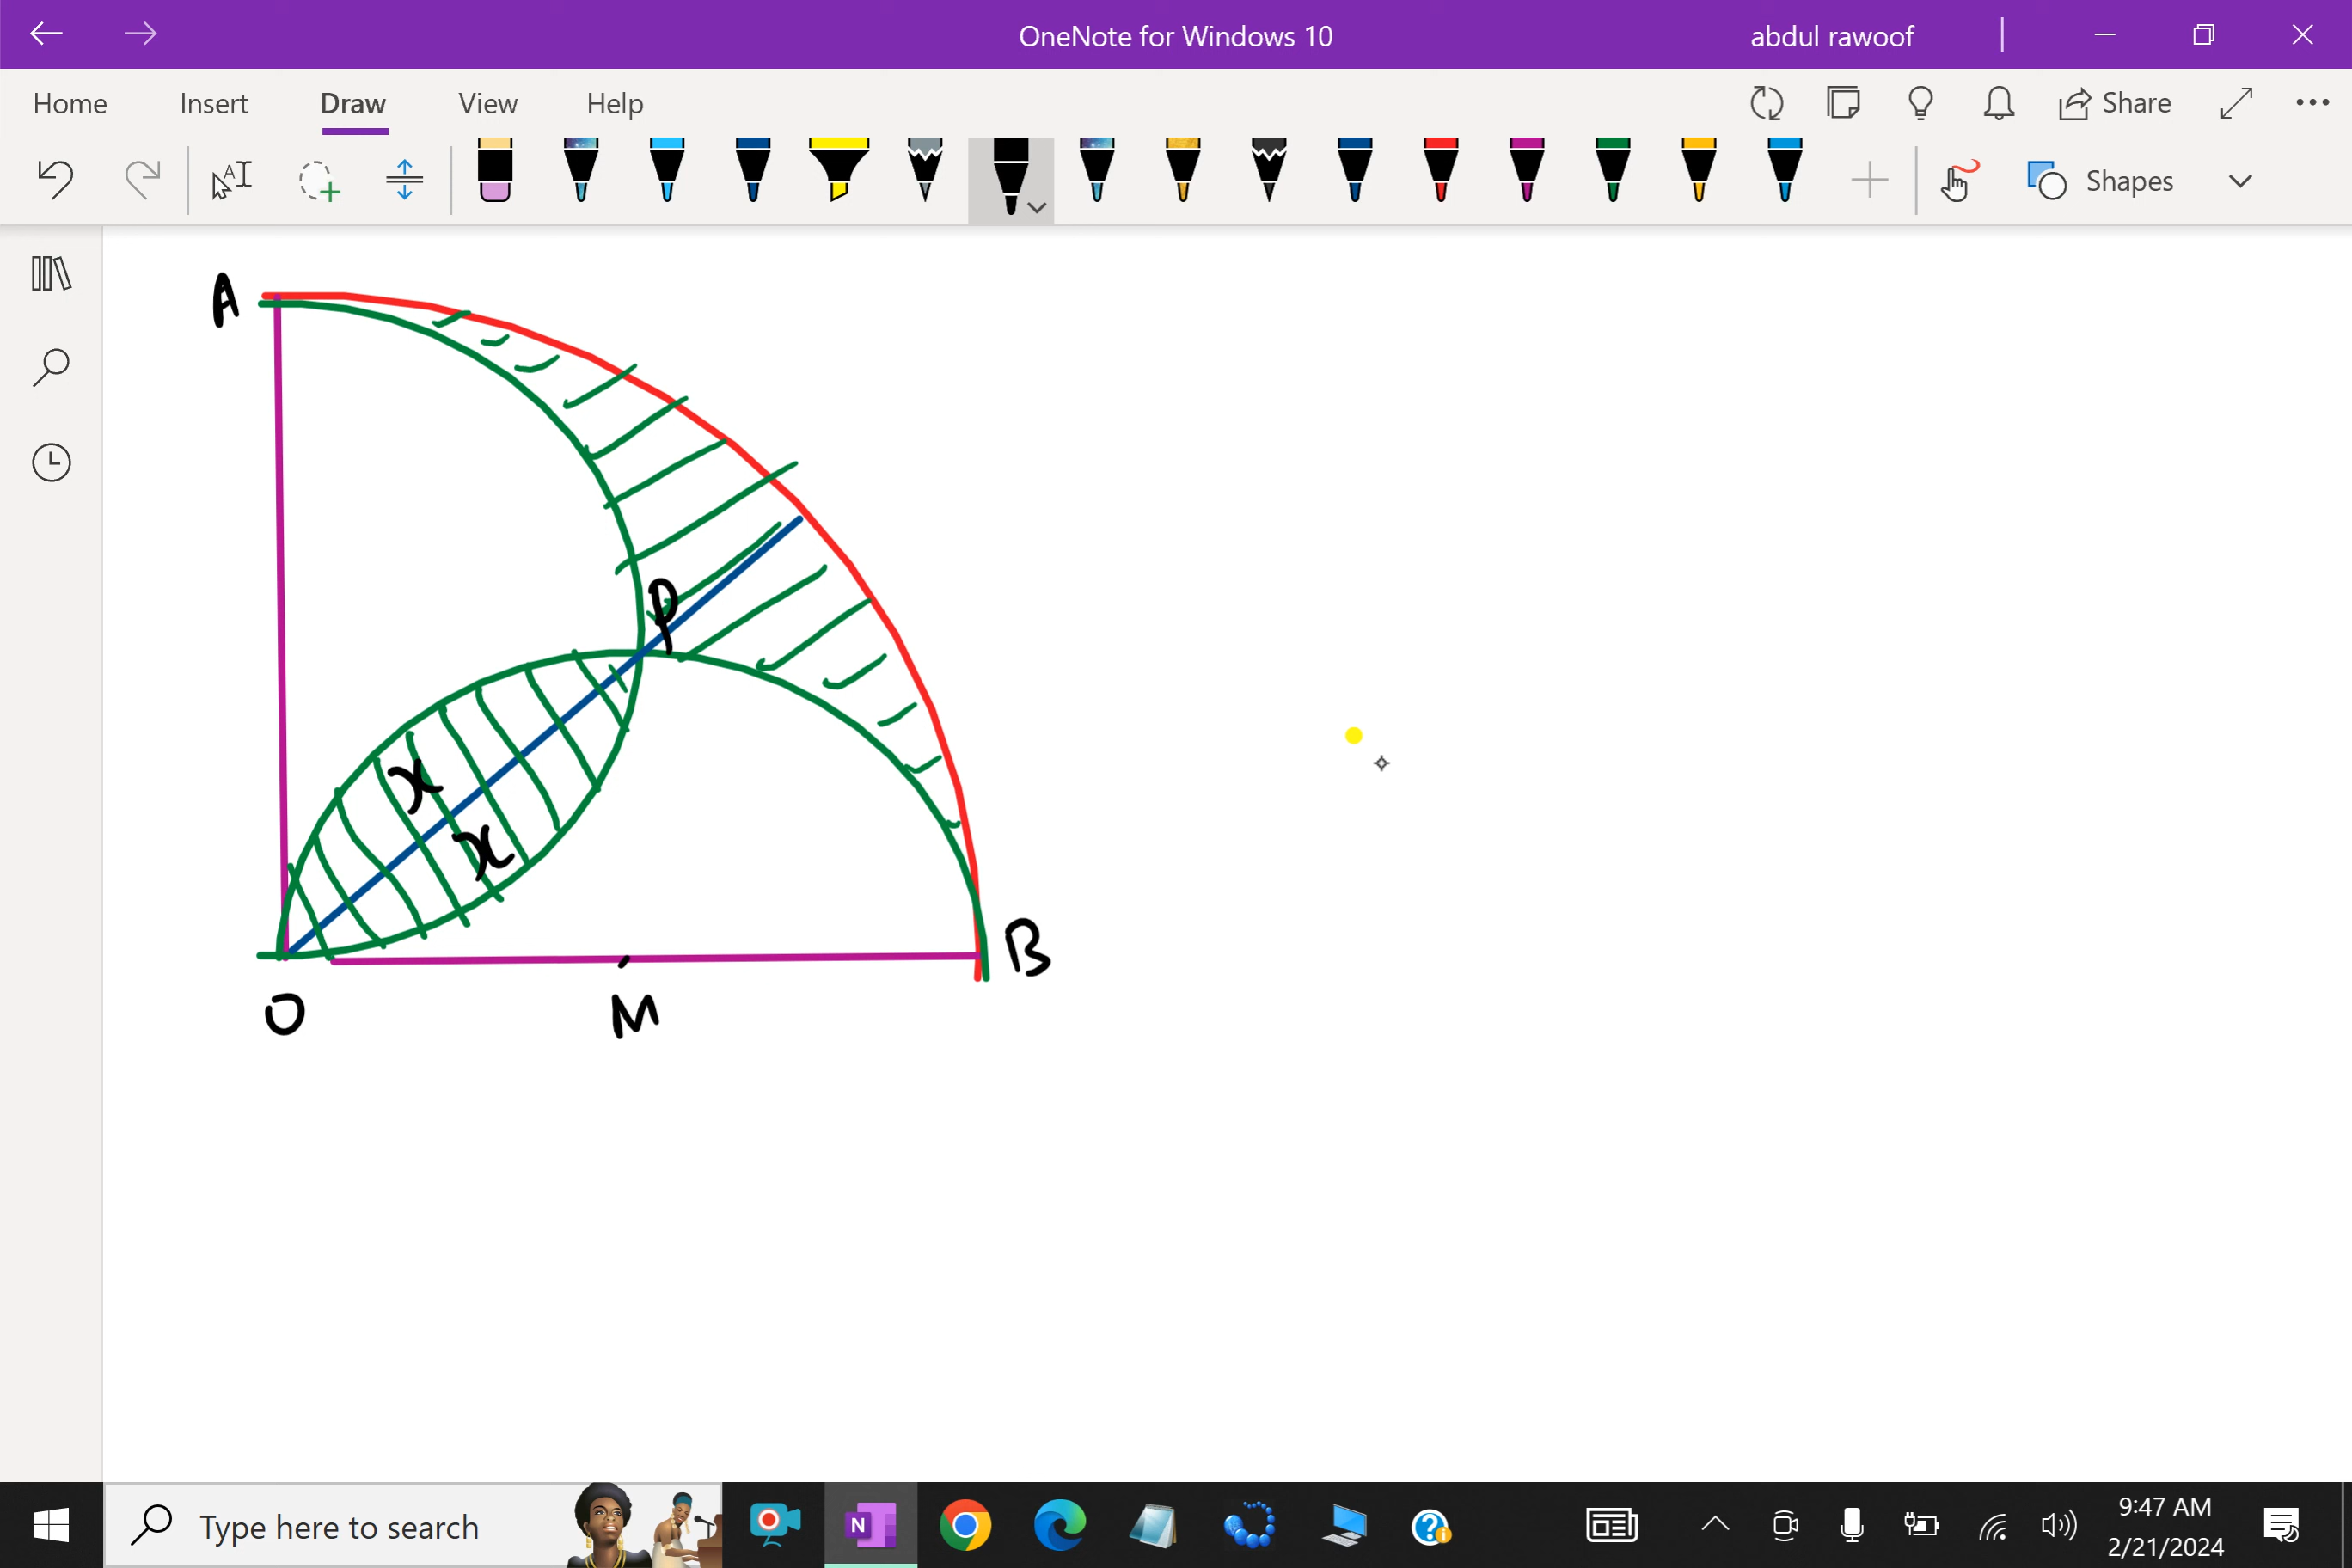 OneNote for Windows 10
abdul rawoof
Home Insert Draw View Help
Share
Shapes
A
P
x
x
B
O M
Type here to search
9:47 AM
2/21/2024